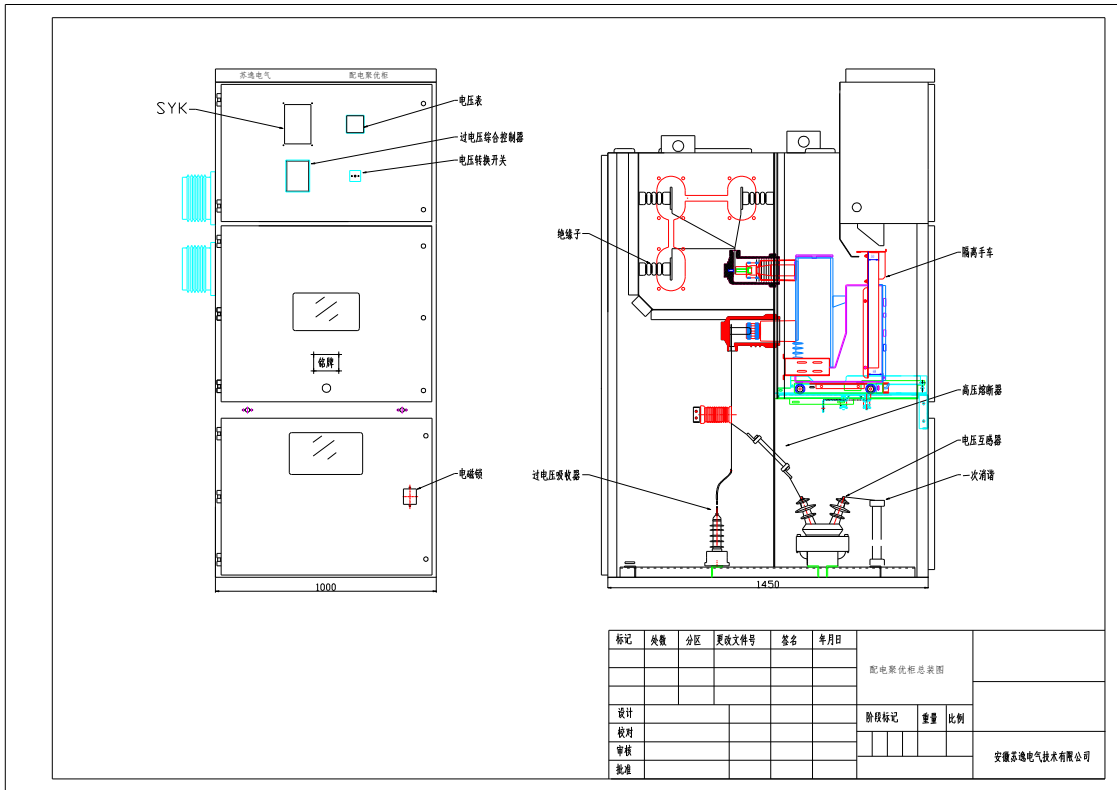 苏逸电气 配电聚优柜
SYK
电压表
过电压综合控制器
电压转换开关
铭牌
电磁锁
1000
绝缘子
隔离手车
高压熔断器
电压互感器
一次消谐
过电压吸收器
1450
标记 处数 分区 更改文件号 签名 年月日
设计
校对
审核
批准
配电聚优柜总装图
阶段标记 重量 比例
安徽苏逸电气技术有限公司